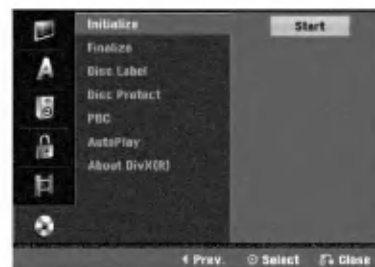 Initialize
Start
Finalize
Disc Label
Disc Protect
PBC
AutoPlay
About DivX(R)
Prev. Select Close